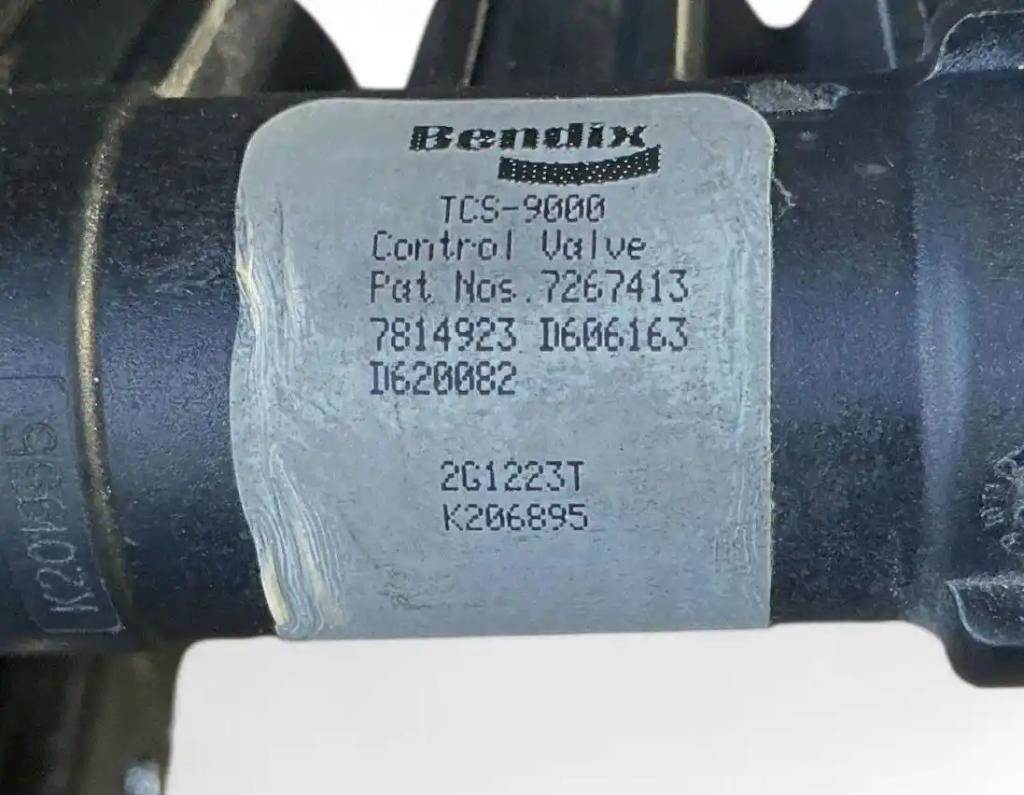 Bendix
TCS-9000
Control Valve
Pat Nos. 7267413
7814923 D606163
D620082
2G1223T
K206895